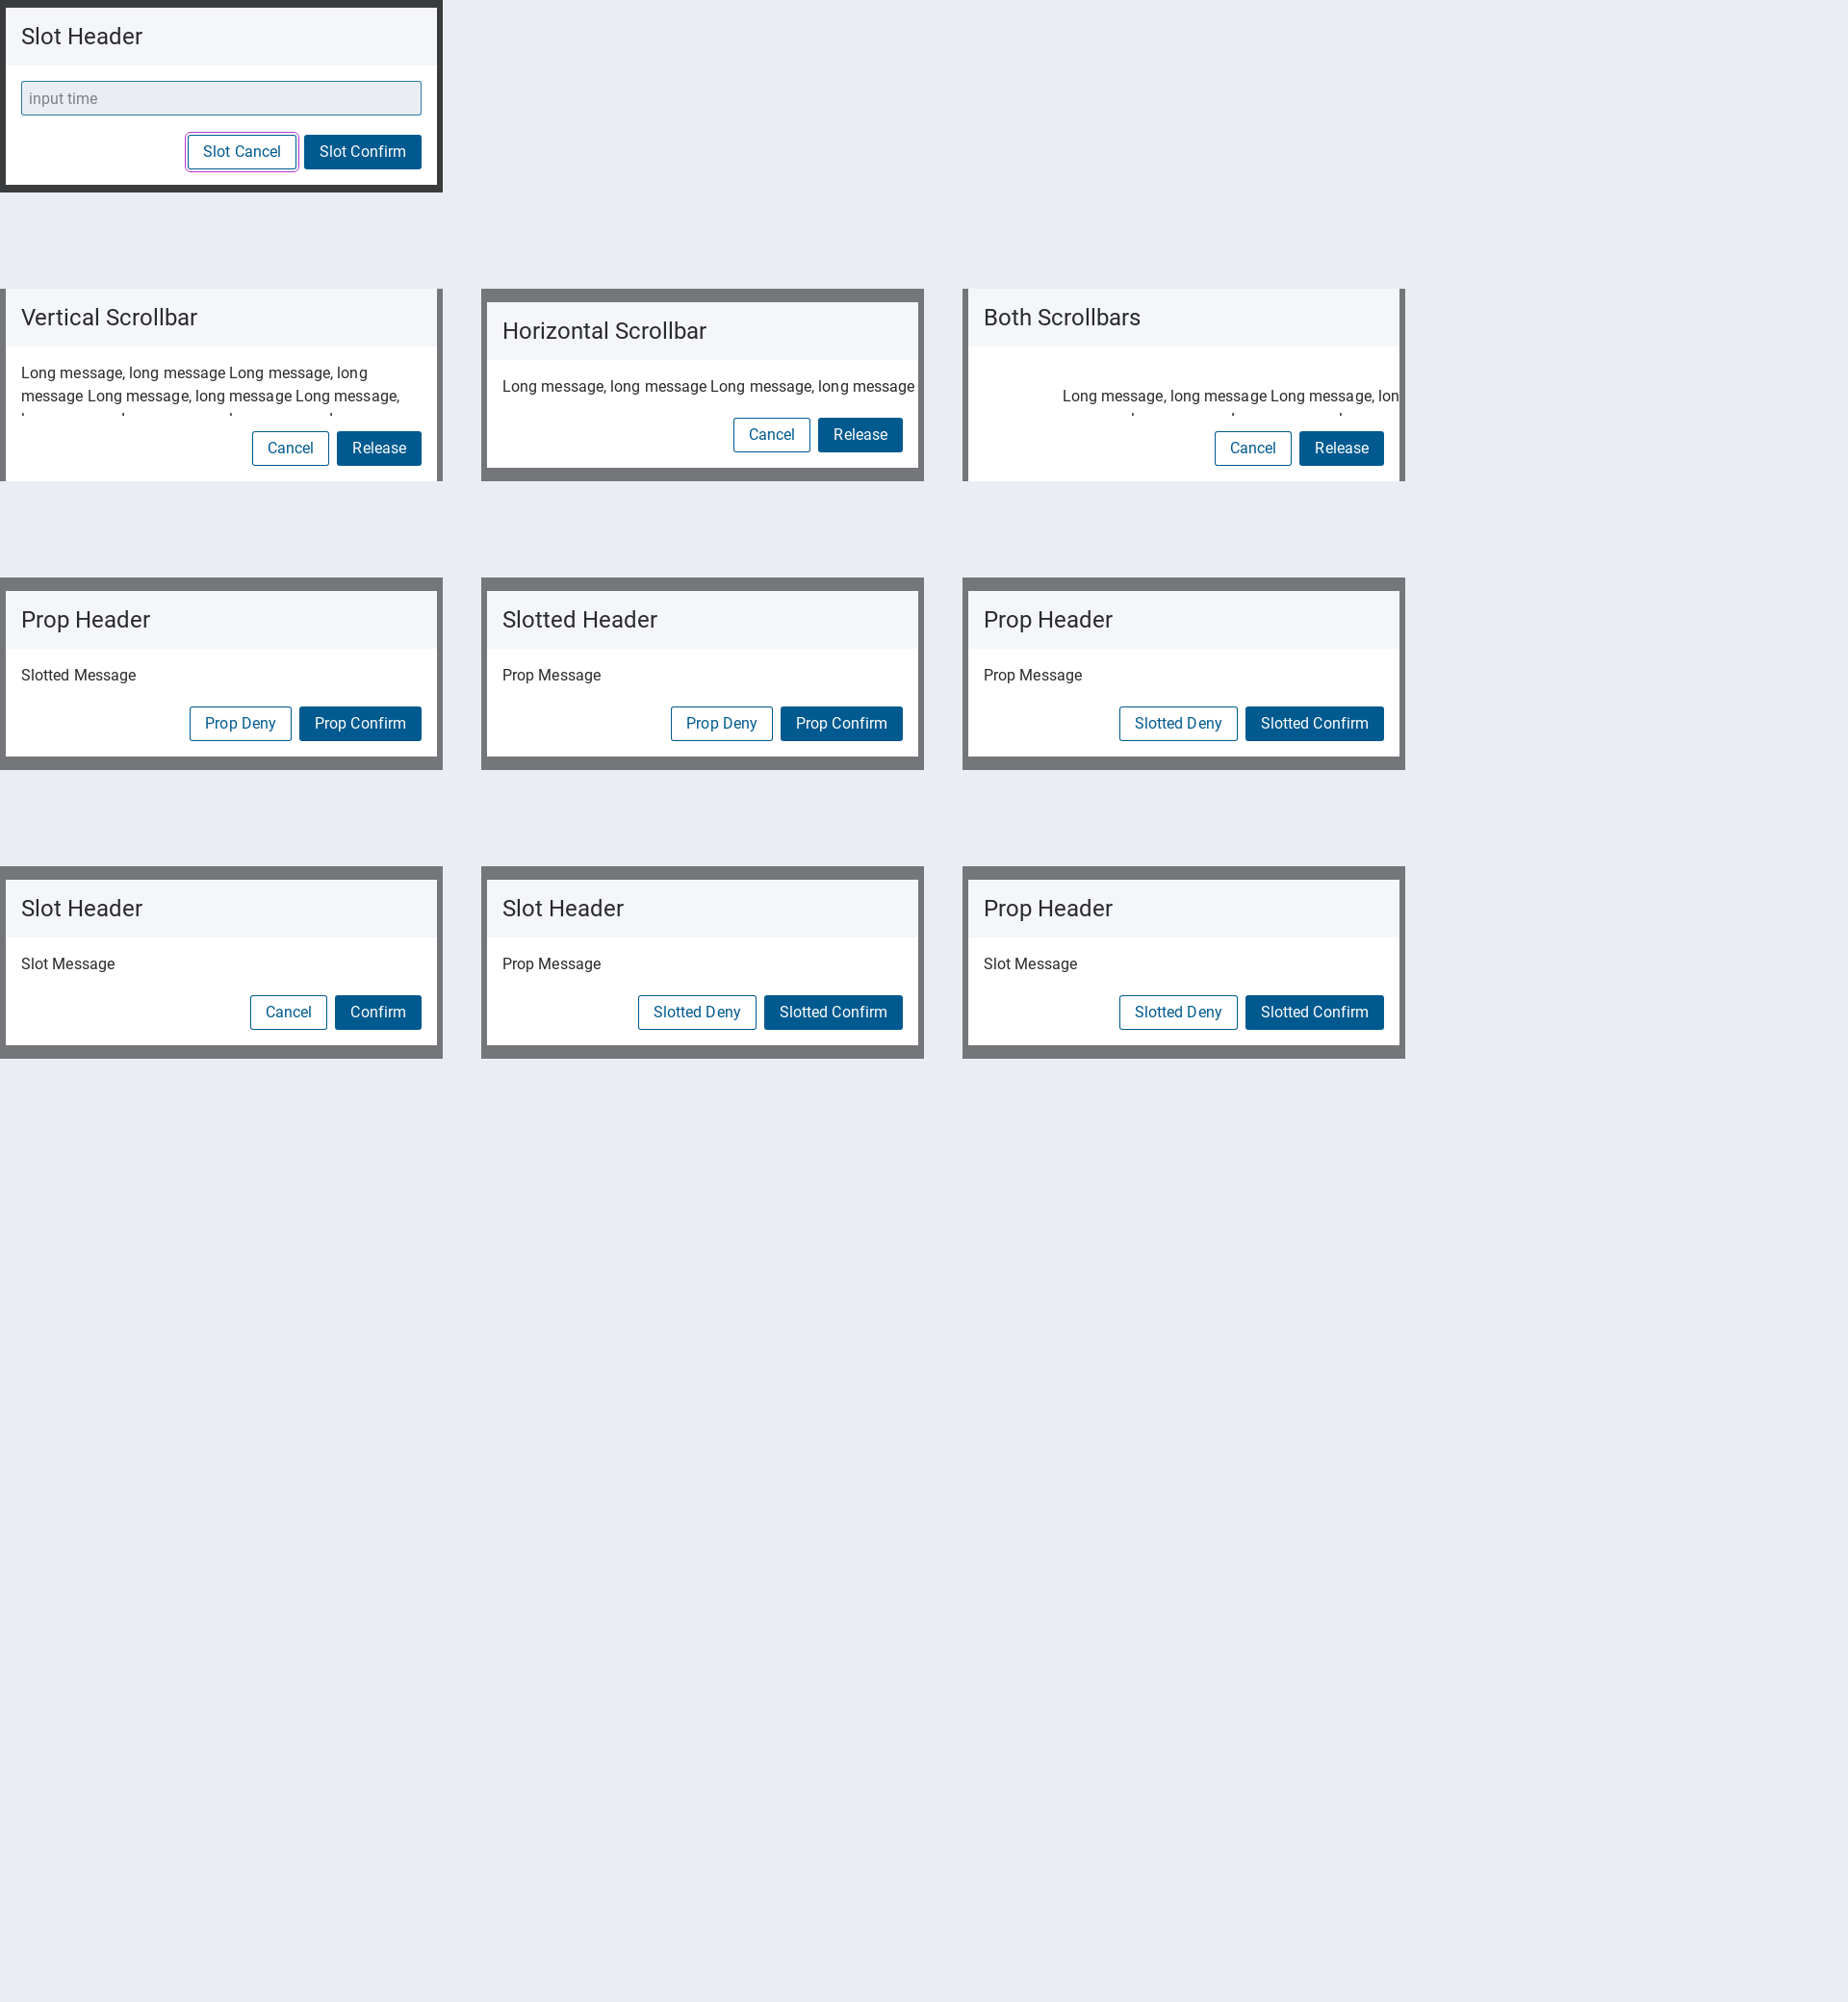 Slot Header
input time
Slot Cancel
Slot Confirm
Vertical Scrollbar
Long message, long message Long message, long
message Long message, long message Long message,
Cancel
Release
Horizontal Scrollbar
Long message, long message Long message, long message
Cancel
Release
Both Scrollbars
Long message, long message Long message, lon
Cancel
Release
Prop Header
Slotted Message
Prop Deny
Prop Confirm
Slotted Header
Prop Message
Prop Deny
Prop Confirm
Prop Header
Prop Message
Slotted Deny
Slotted Confirm
Slot Header
Slot Message
Cancel
Confirm
Slot Header
Prop Message
Slotted Deny
Slotted Confirm
Prop Header
Slot Message
Slotted Deny
Slotted Confirm